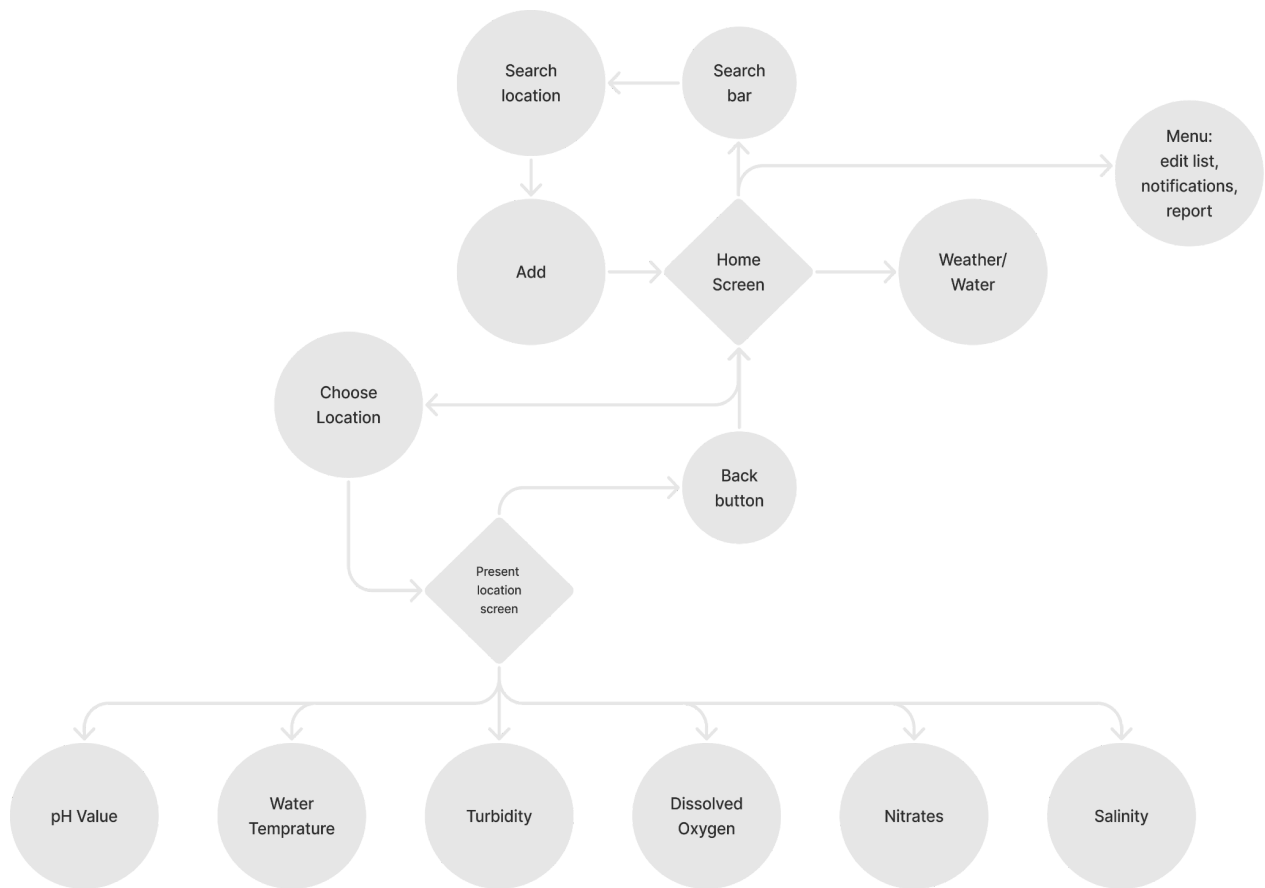 Search
location
Search
bar
Menu:
edit list,
notifications,
report
Add
Home
Screen
Weather/
Water
Choose
Location
Back
button
Present
location
screen
pH Value
Water
Temprature
Turbidity
Dissolved
Oxygen
Nitrates
Salinity